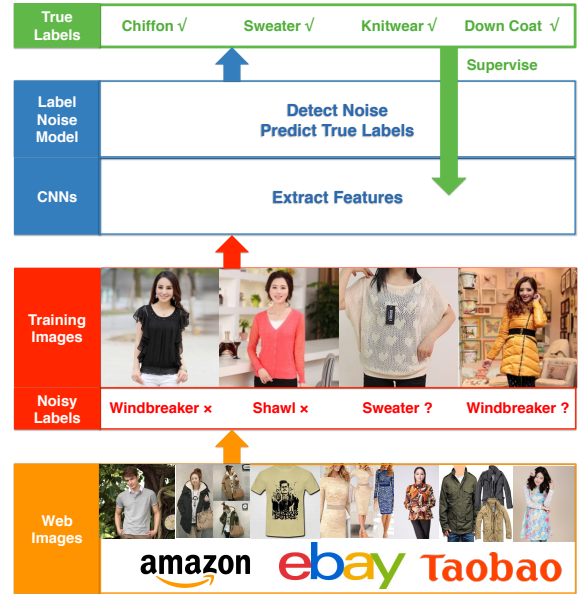 True
Labels
Chiffon √ Sweater √ Knitwear √ Down Coat √
Supervise
Label
Noise
Model
Detect Noise
Predict True Labels
CNNs
Extract Features
Training
Images
Noisy
Labels
Windbreaker × Shawl × Sweater ? Windbreaker ?
Web
Images
amazon ebay Taobao